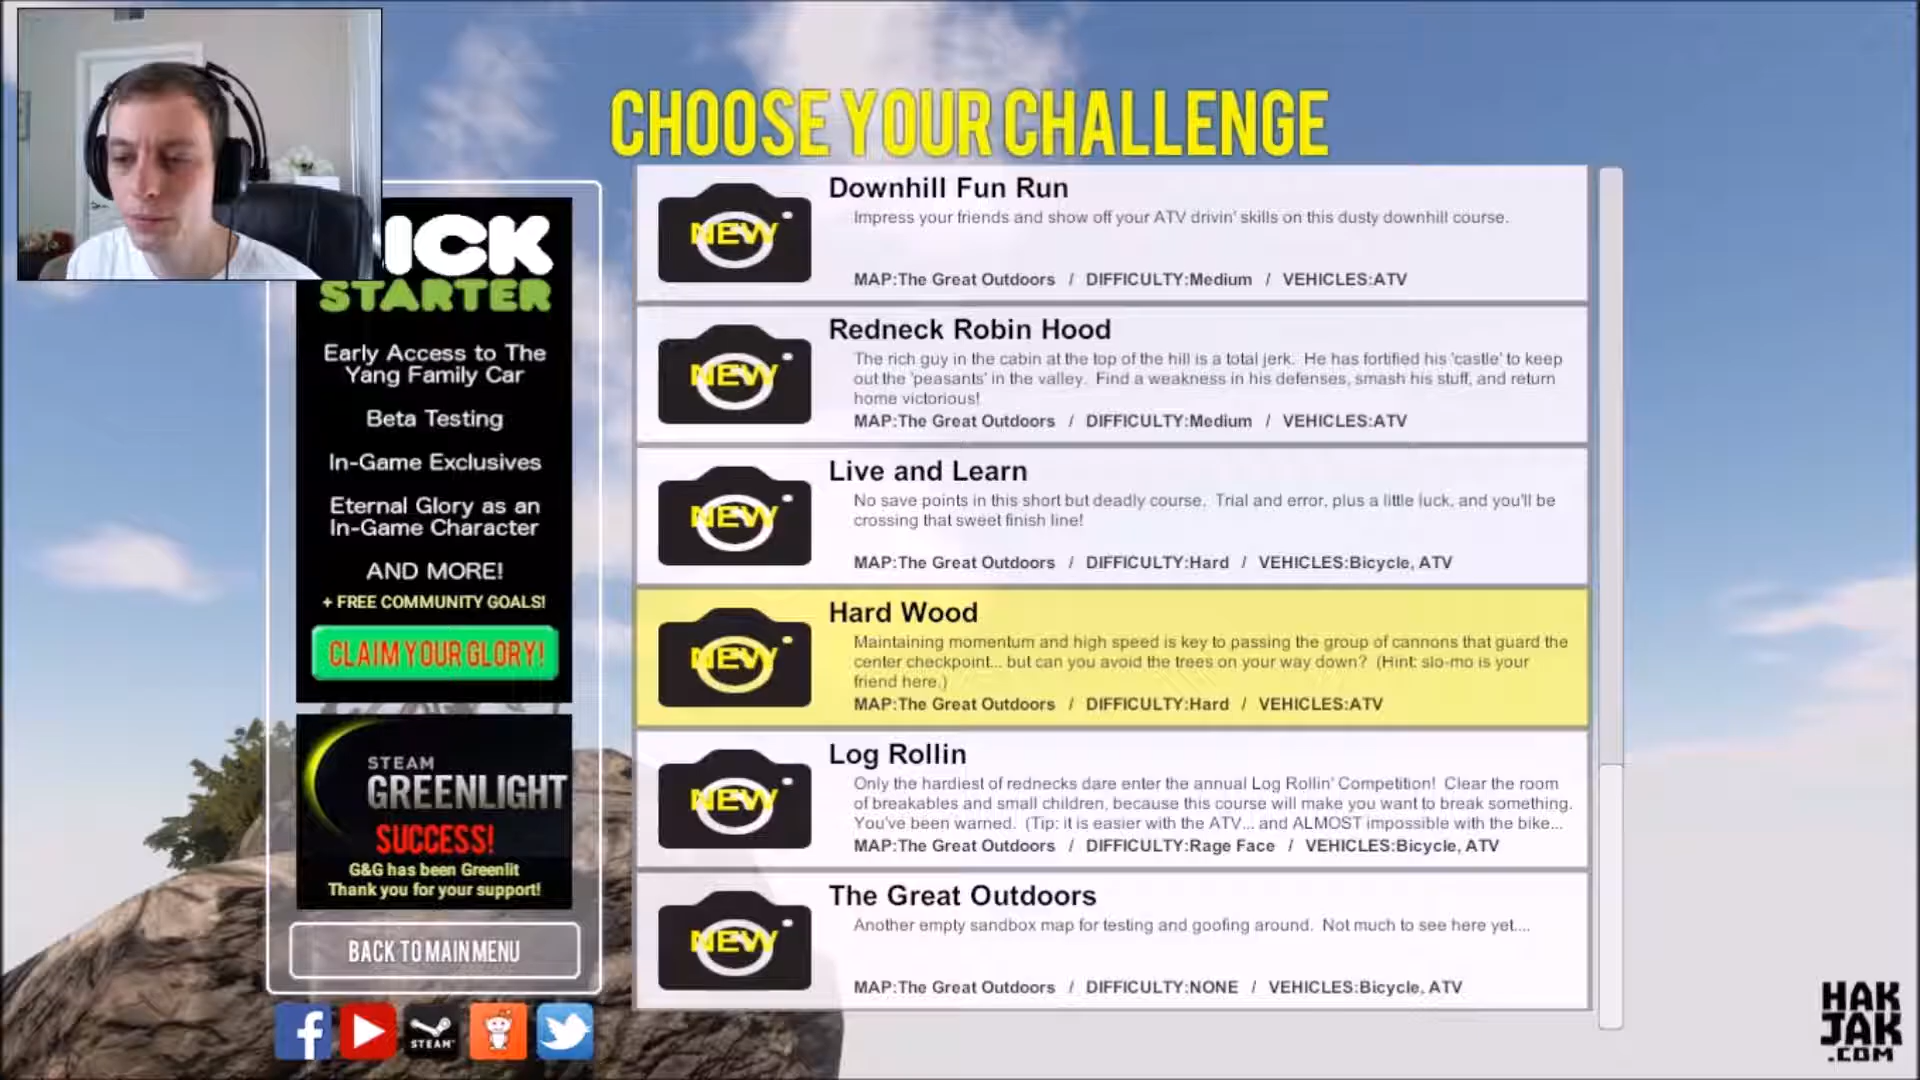 CHOOSE YOUR CHALLENGE
ICK
STARTER
Early Access to The
Yang Family Car
Beta Testing
In-Game Exclusives
Eternal Glory as an
In-Game Character
AND MORE!
+ FREE COMMUNITY GOALS!
CLAIM YOUR GLORY!
STEAM
GREENLIGHT
SUCCESS!
G&G has been Greenlit
Thank you for your support!
BACK TO MAIN MENU
STEAM
NEW
Downhill Fun Run
Impress your friends and show off your ATV drivin' skills on this dusty downhill course.
MAP:The Great Outdoors / DIFFICULTY:Medium / VEHICLES:ATV
NEW
Redneck Robin Hood
The rich guy in the cabin at the top of the hill is a total jerk. He has fortified his 'castle' to keep
out the 'peasants' in the valley. Find a weakness in his defenses, smash his stuff, and return
home victorious!
MAP:The Great Outdoors / DIFFICULTY:Medium / VEHICLES:ATV
NEW
Live and Learn
No save points in this short but deadly course. Trial and error, plus a little luck, and you'll be
crossing that sweet finish line!
MAP:The Great Outdoors / DIFFICULTY:Hard / VEHICLES:Bicycle, ATV
NEW
Hard Wood
Maintaining momentum and high speed is key to passing the group of cannons that guard the
center checkpoint... but can you avoid the trees on your way down? (Hint: slo-mo is your
friend here.)
MAP:The Great Outdoors / DIFFICULTY:Hard / VEHICLES:ATV
NEW
Log Rollin
Only the hardiest of rednecks dare enter the annual Log Rollin' Competition! Clear the room
of breakables and small children, because this course will make you want to break something.
You've been warned. (Tip: it is easier with the ATV... and ALMOST impossible with the bike...
MAP:The Great Outdoors / DIFFICULTY:Rage Face / VEHICLES:Bicycle, ATV
NEW
The Great Outdoors
Another empty sandbox map for testing and goofing around. Not much to see here yet....
MAP:The Great Outdoors / DIFFICULTY:NONE / VEHICLES:Bicycle, ATV
HAK
JAK
.COM